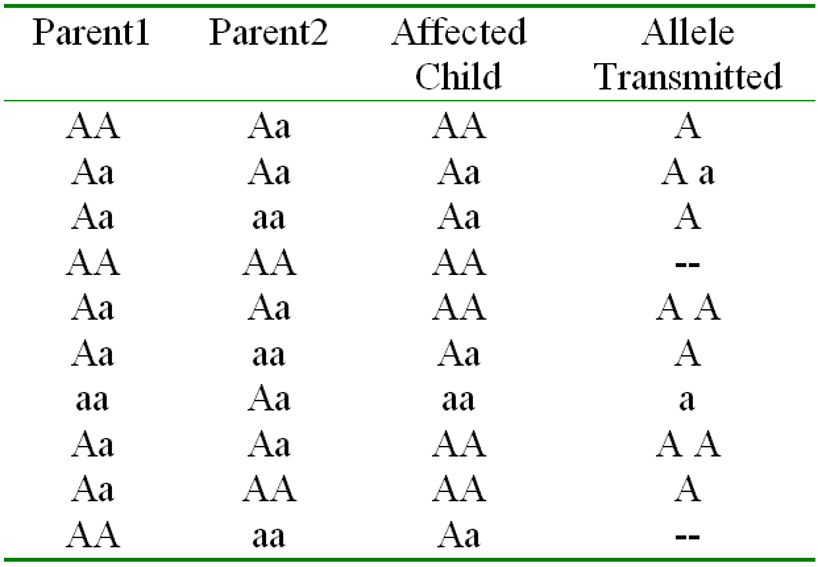 Parent1 Parent2 Affected Child Allele Transmitted
AA Aa AA A
Aa Aa Aa A a
Aa aa Aa A
AA AA AA --
Aa Aa AA A A
Aa aa Aa A
aa Aa aa a
Aa Aa AA A A
Aa AA AA A
AA aa Aa --